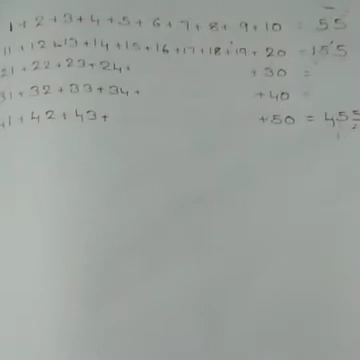 1+2+3+4+5+6+7+8+9+10 = 55
11+12+13+14+15+16+17+18+19+20 = 155
21+22+23+24+ +30 =
31+32+33+34+ +40 =
41+42+43+ +50 = 455